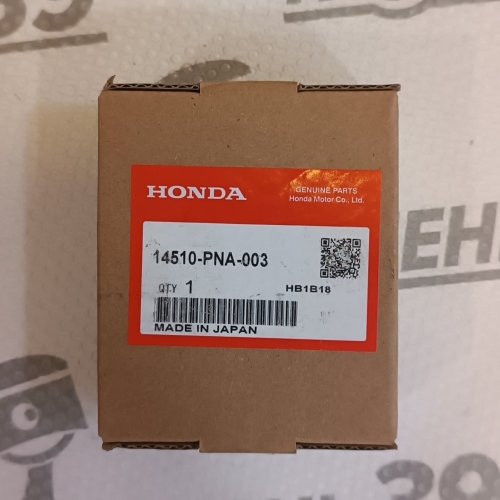 HONDA
GENUINE PARTS
Honda Motor Co., Ltd.
14510-PNA-003
QTY 1
HB1B18
MADE IN JAPAN